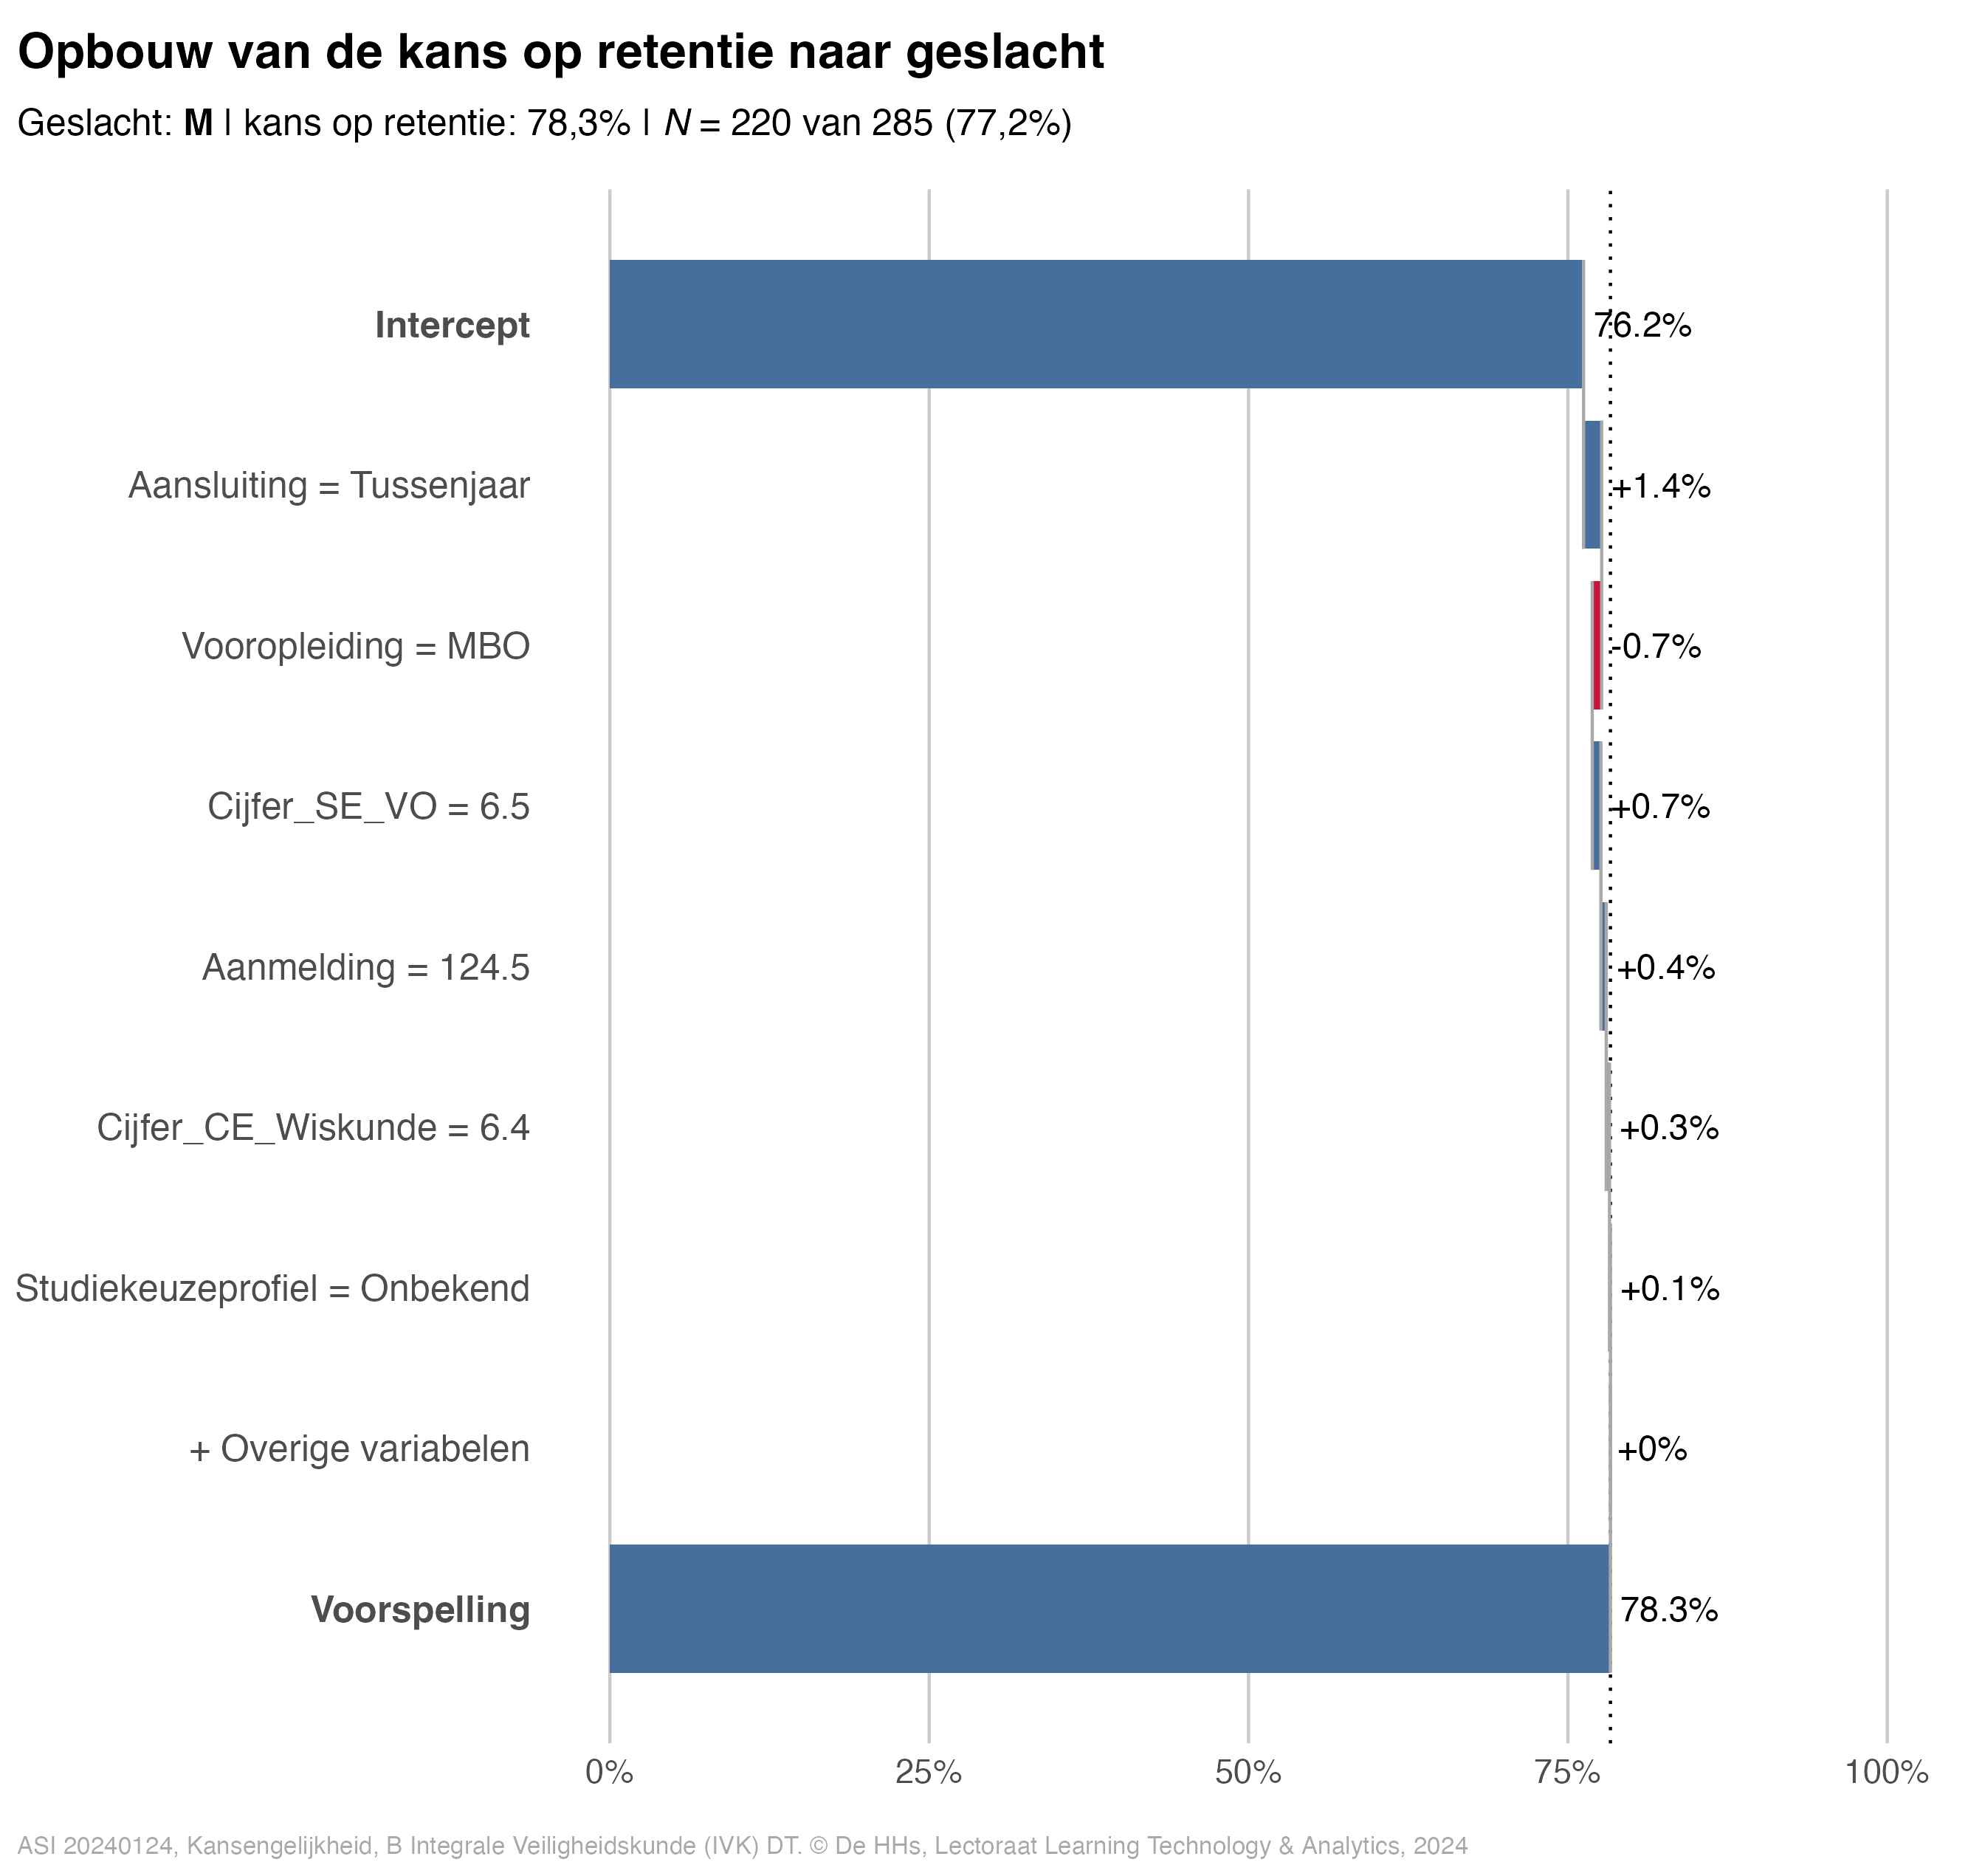 Opbouw van de kans op retentie naar geslacht
Geslacht: M | kans op retentie: 78,3% | N = 220 van 285 (77,2%)
Intercept 76.2%
Aansluiting = Tussenjaar +1.4%
Vooropleiding = MBO -0.7%
Cijfer_SE_VO = 6.5 +0.7%
Aanmelding = 124.5 +0.4%
Cijfer_CE_Wiskunde = 6.4 +0.3%
Studiekeuzeprofiel = Onbekend +0.1%
+ Overige variabelen +0%
Voorspelling 78.3%
0% 25% 50% 75% 100%
ASI 20240124, Kansengelijkheid, B Integrale Veiligheidskunde (IVK) DT. © De HHs, Lectoraat Learning Technology & Analytics, 2024